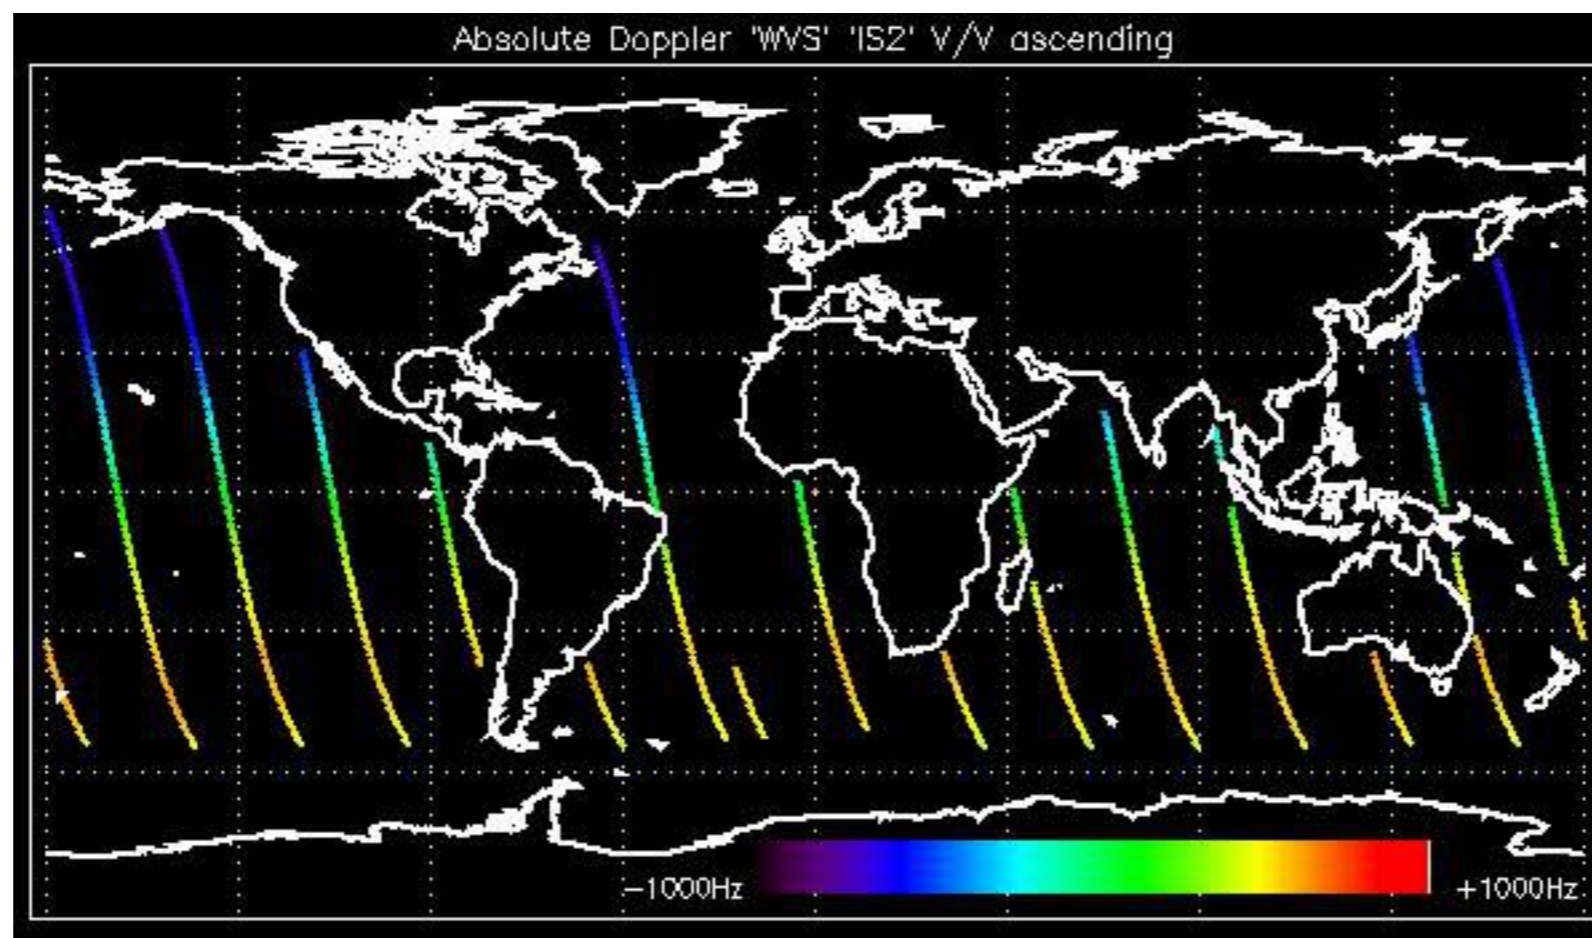 Absolute Doppler 'WVS' 'IS2' V/V ascending
-1000Hz
+1000Hz